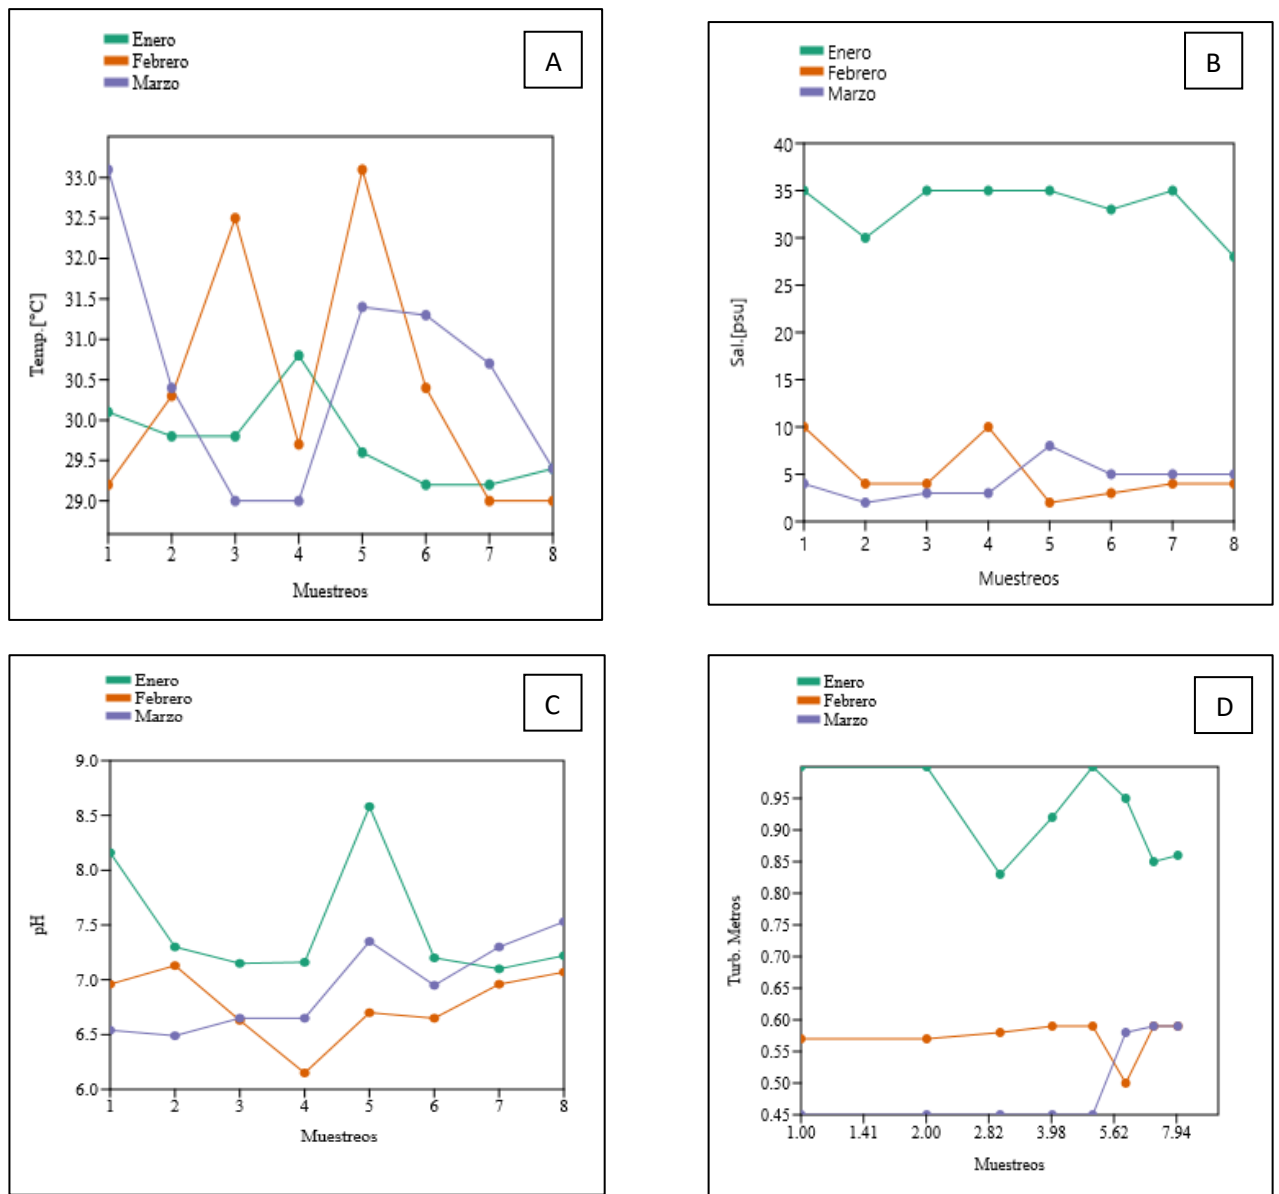 Enero
Febrero
Marzo
A
33.0
32.5
32.0
31.5
31.0
30.5
30.0
29.5
29.0
Temp.[°C]
1 2 3 4 5 6 7 8
Muestreos
Enero
Febrero
Marzo
B
40
35
30
25
20
15
10
5
0
Sal.[psu]
1 2 3 4 5 6 7 8
Muestreos
Enero
Febrero
Marzo
C
9.0
8.5
8.0
7.5
7.0
6.5
6.0
pH
1 2 3 4 5 6 7 8
Muestreos
Enero
Febrero
Marzo
D
0.95
0.90
0.85
0.80
0.75
0.70
0.65
0.60
0.55
0.50
0.45
Turb. Metros
1.00 1.41 2.00 2.82 3.98 5.62 7.94
Muestreos